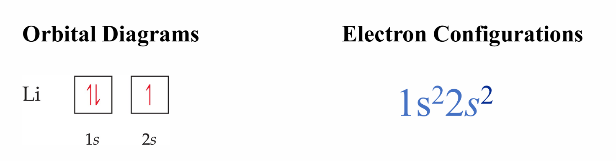 Orbital Diagrams Electron Configurations
Li 1s²2s²
1s 2s